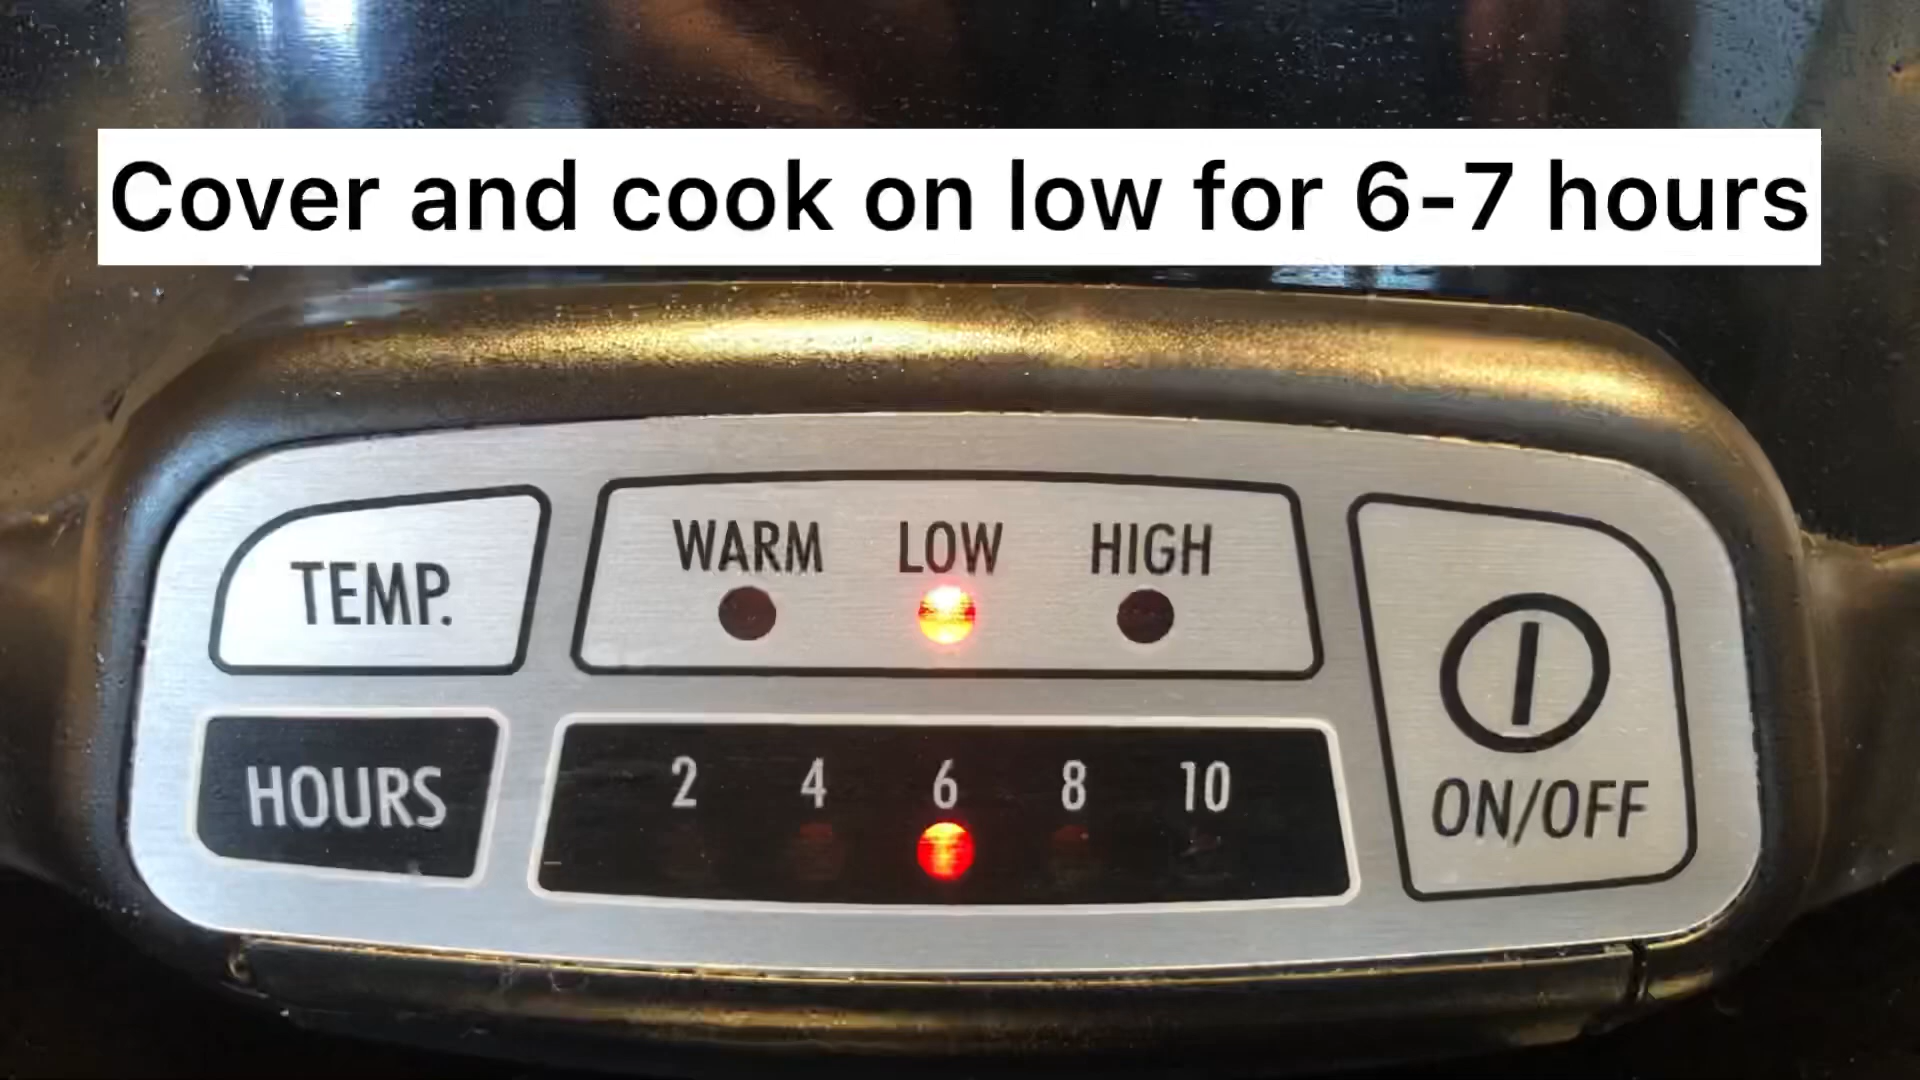 Cover and cook on low for 6-7 hours
TEMP.
WARM LOW HIGH
HOURS
2 4 6 8 10
ON/OFF